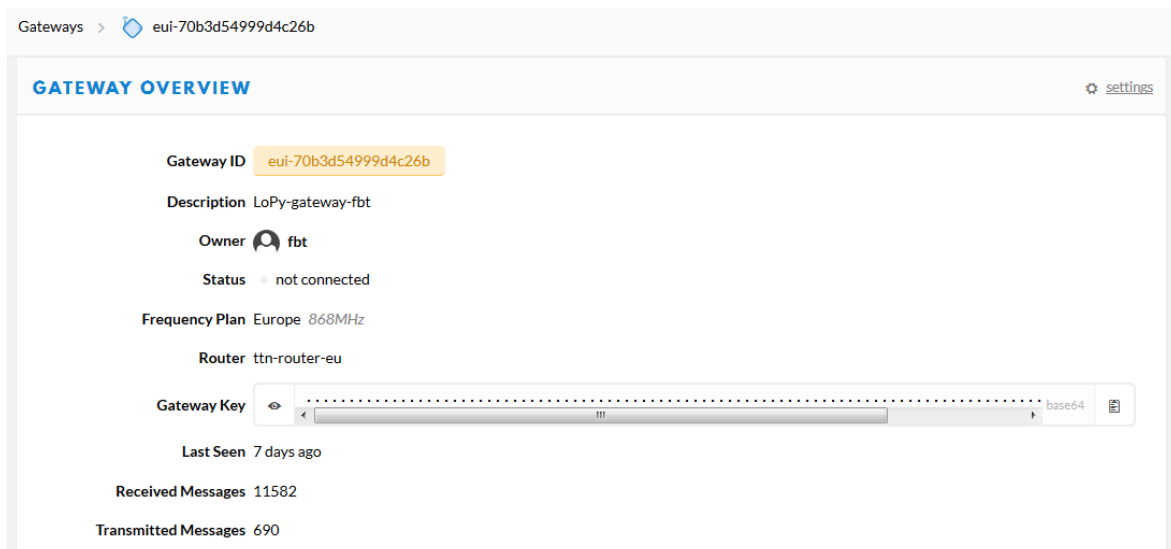 Gateways > eui-70b3d54999d4c26b
GATEWAY OVERVIEW settings
Gateway ID eui-70b3d54999d4c26b
Description LoPy-gateway-fbt
Owner fbt
Status not connected
Frequency Plan Europe 868MHz
Router ttn-router-eu
Gateway Key base64
Last Seen 7 days ago
Received Messages 11582
Transmitted Messages 690